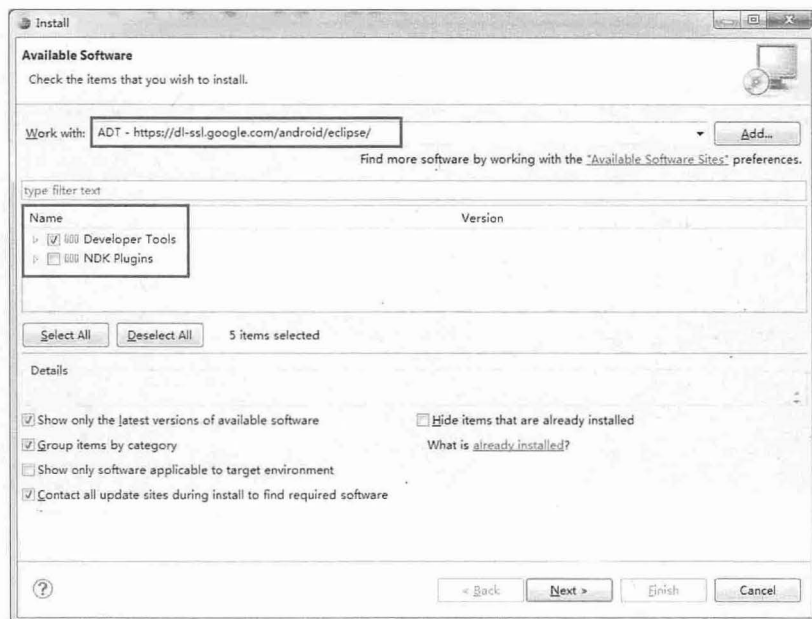 Install
Available Software
Check the items that you wish to install.
Work with: ADT - https://dl-ssl.google.com/android/eclipse/ Add...
Find more software by working with the "Available Software Sites" preferences.
type filter text
Name Version
Developer Tools
NDK Plugins
Select All Deselect All 5 items selected
Details
Show only the latest versions of available software Hide items that are already installed
Group items by category What is already installed?
Show only software applicable to target environment
Contact all update sites during install to find required software
? < Back Next > Finish Cancel